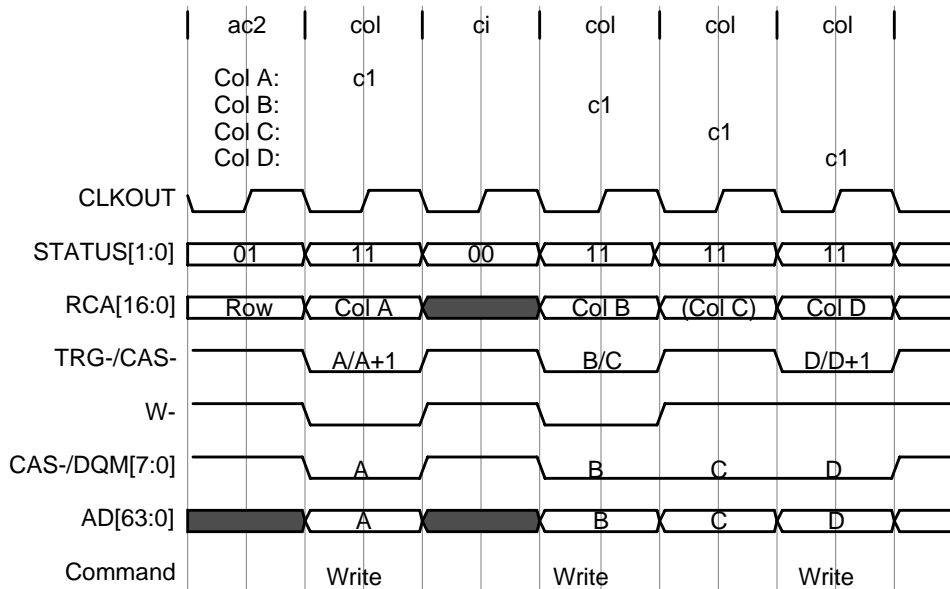 ac2 col ci col col col
Col A: c1
Col B: c1
Col C: c1
Col D: c1
CLKOUT
STATUS[1:0] 01 11 00 11 11 11
RCA[16:0] Row Col A Col B (Col C) Col D
TRG-/CAS- A/A+1 B/C D/D+1
W-
CAS-/DQM[7:0] A B C D
AD[63:0] A B C D
Command Write Write Write